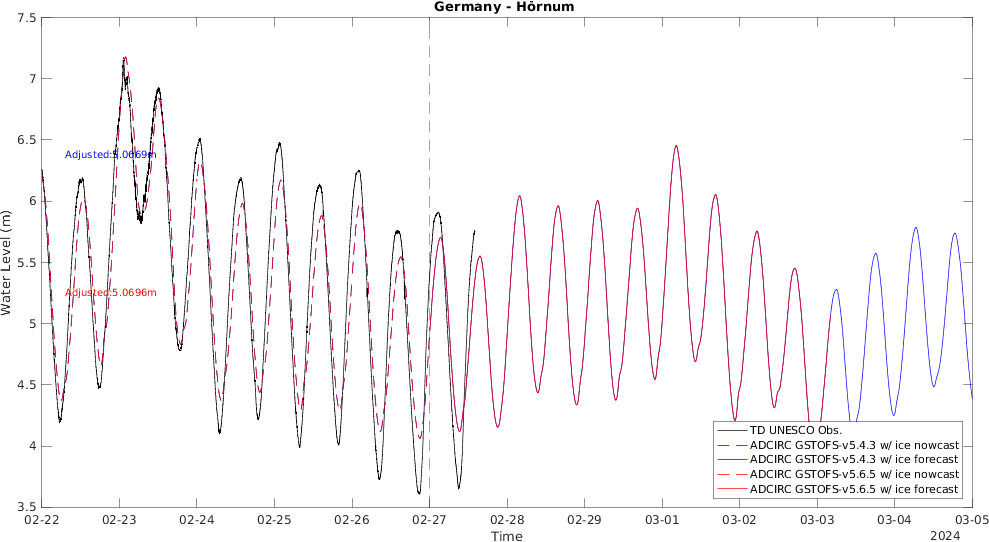 Germany - Hörnum
7.5
7
6.5
6
5.5
5
4.5
4
3.5
Water Level (m)
Adjusted:5.0669m
Adjusted:5.0696m
TD UNESCO Obs.
ADCIRC GSTOFS-v5.4.3 w/ ice nowcast
ADCIRC GSTOFS-v5.4.3 w/ ice forecast
ADCIRC GSTOFS-v5.6.5 w/ ice nowcast
ADCIRC GSTOFS-v5.6.5 w/ ice forecast
02-22 02-23 02-24 02-25 02-26 02-27 02-28 02-29 03-01 03-02 03-03 03-04 03-05
Time
2024